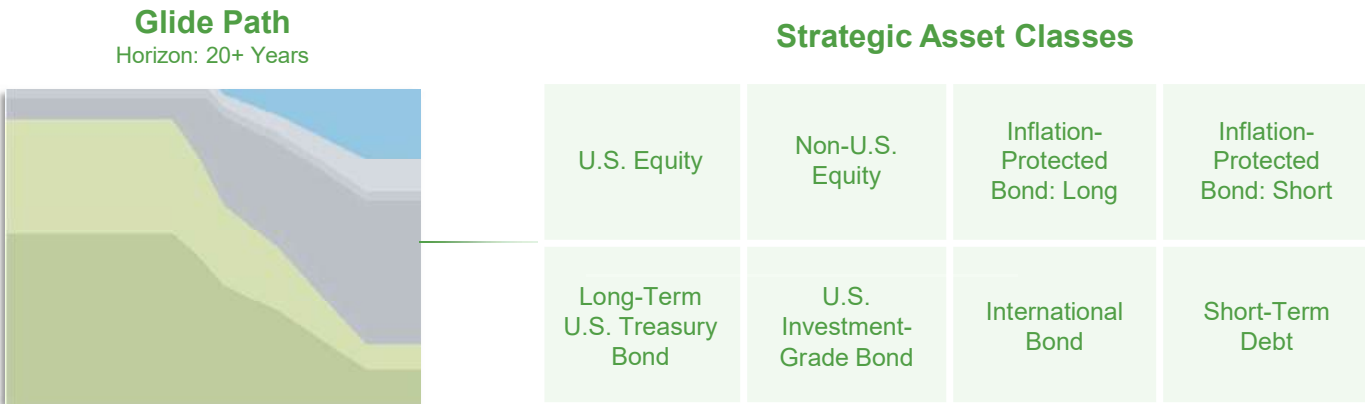 Glide Path
Horizon: 20+ Years
Strategic Asset Classes
U.S. Equity
Non-U.S.
Equity
Inflation-
Protected
Bond: Long
Inflation-
Protected
Bond: Short
Long-Term
U.S. Treasury
Bond
U.S.
Investment-
Grade Bond
International
Bond
Short-Term
Debt